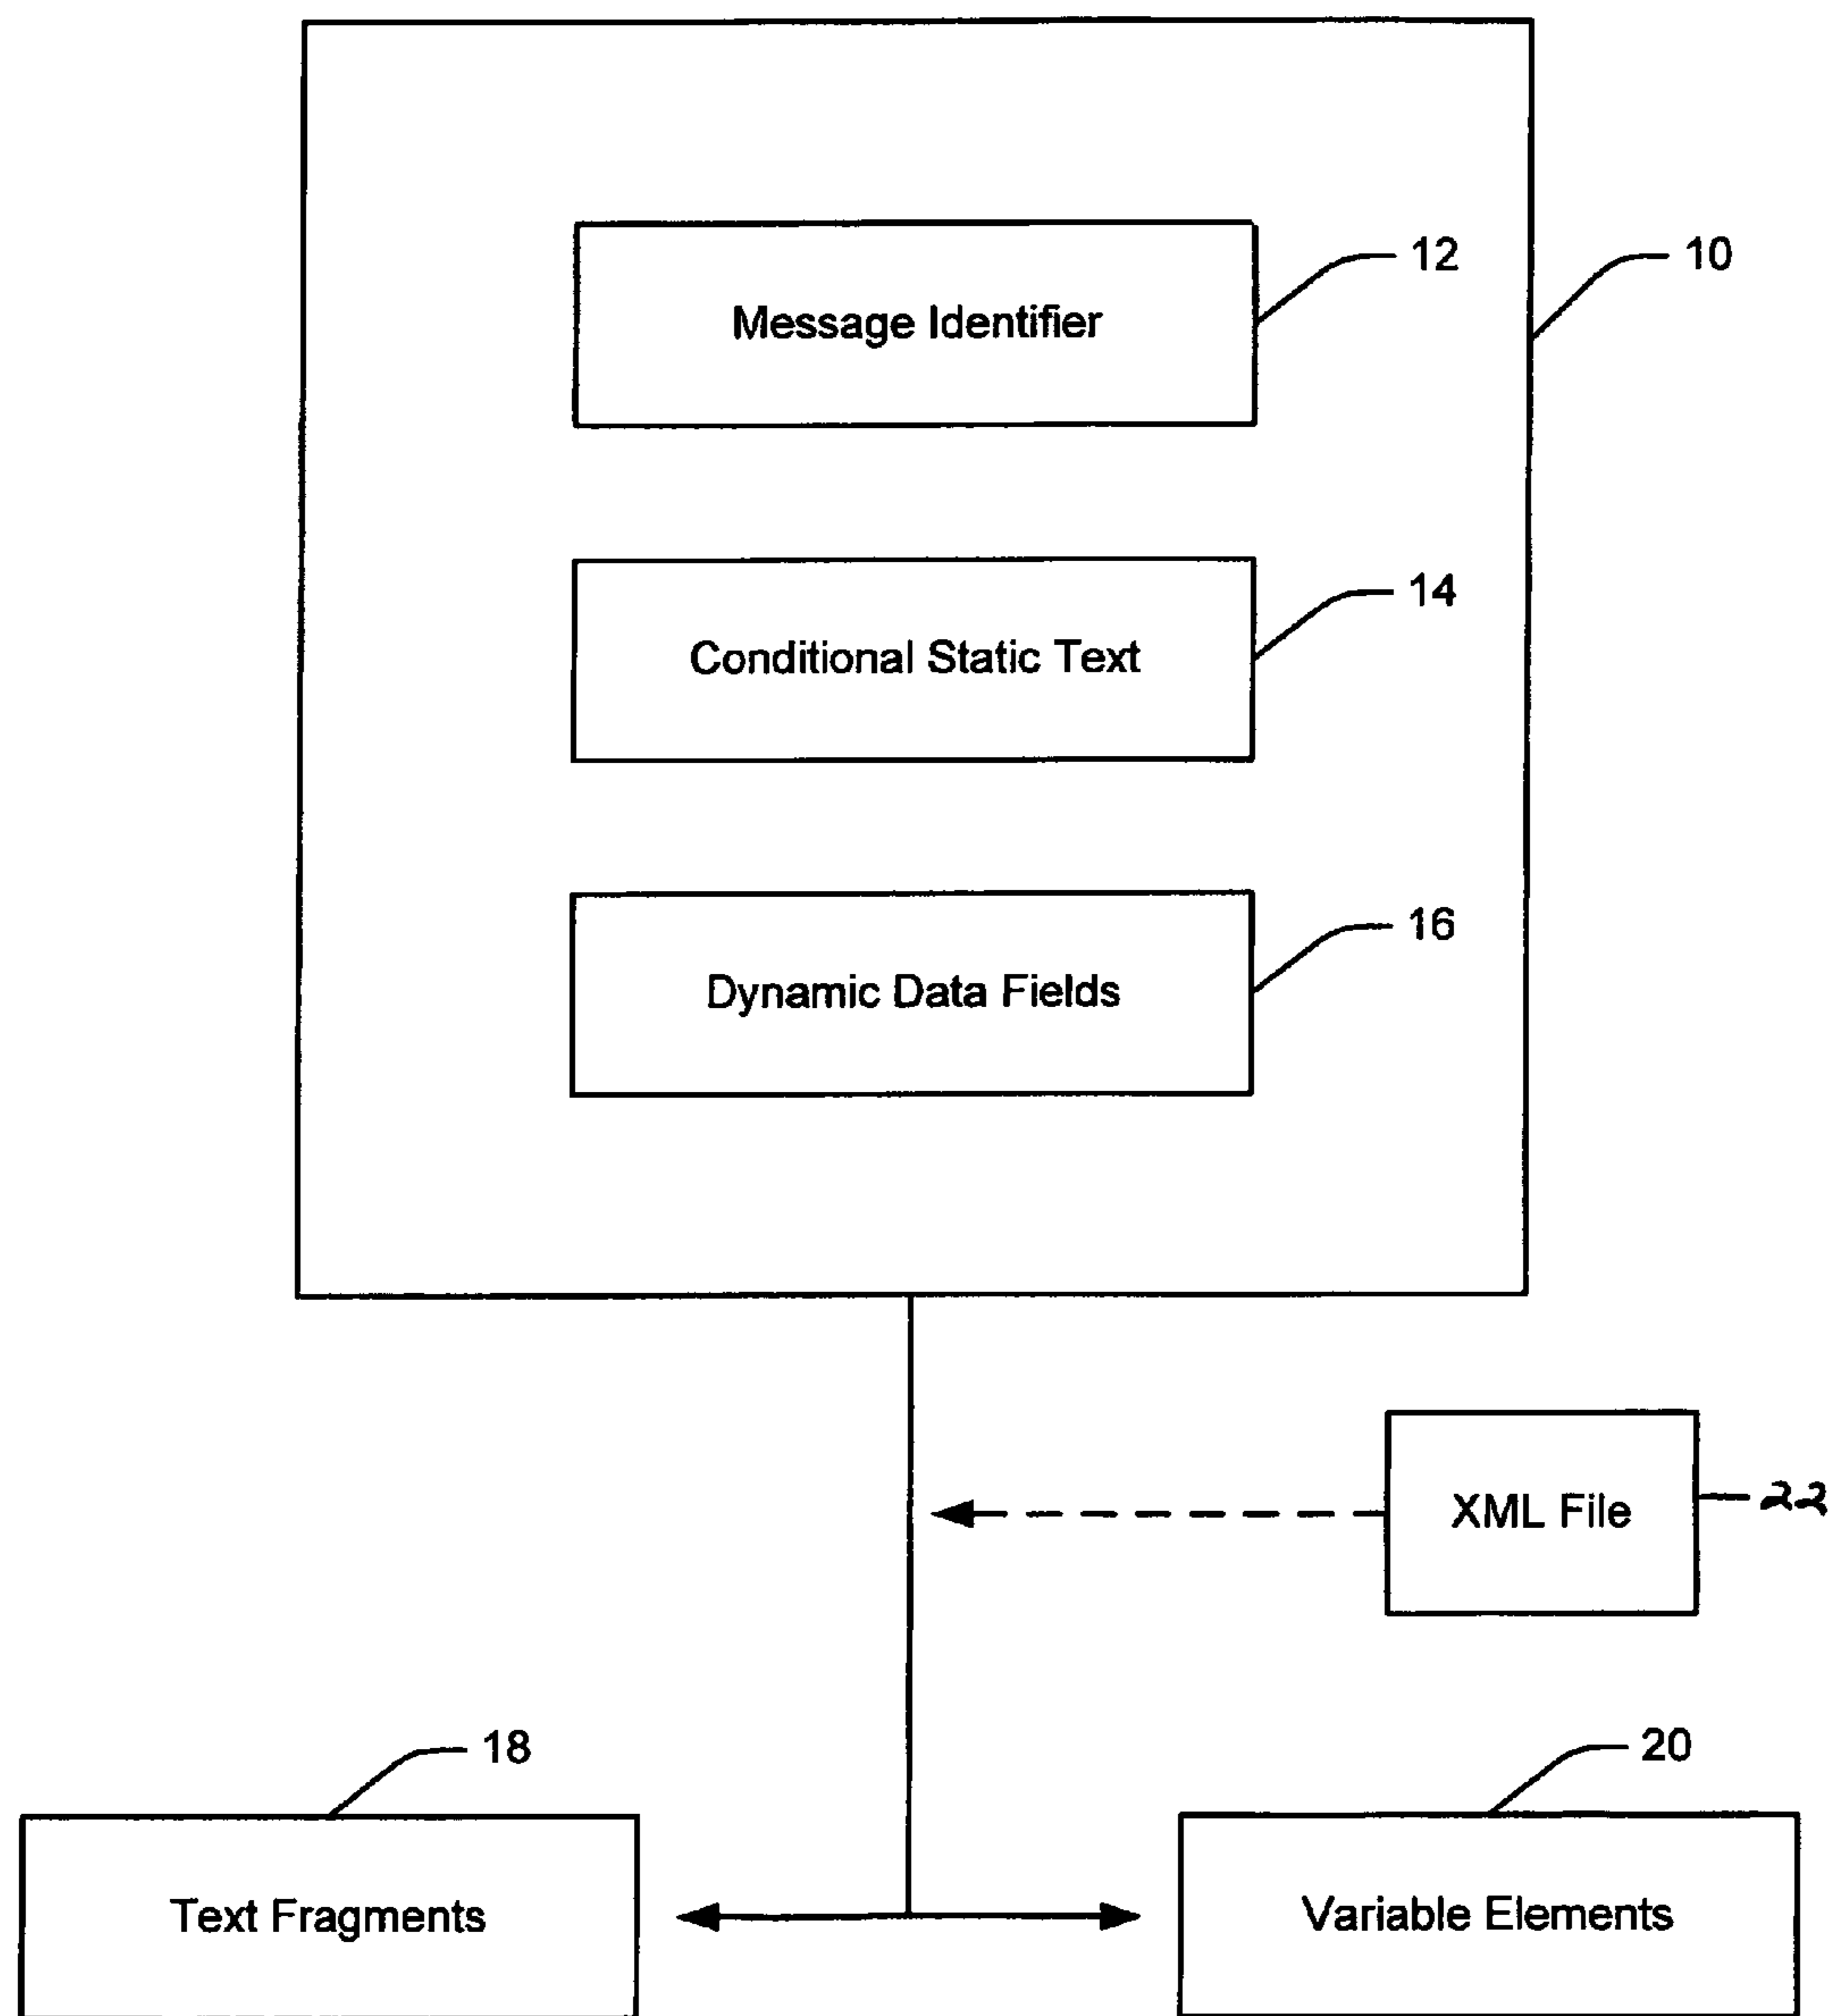 12
10
Message Identifier
14
Conditional Static Text
16
Dynamic Data Fields
XML File
22
18
20
Text Fragments
Variable Elements